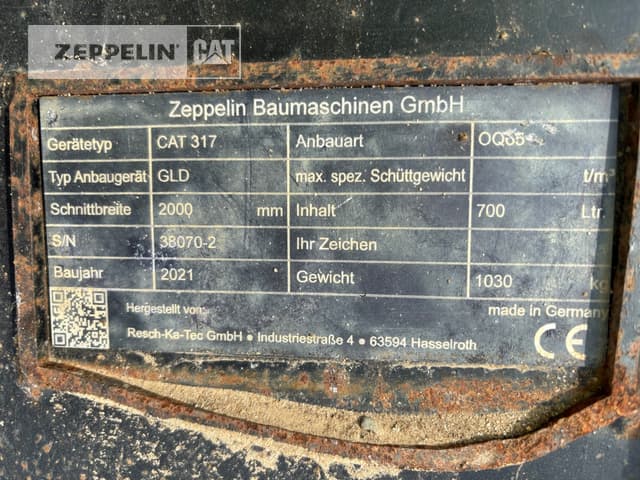 ZEPPELIN CAT
Zeppelin Baumaschinen GmbH
Gerätetyp CAT 317 Anbauart OQ65
Typ Anbaugerät GLD max. spez. Schüttgewicht t/m³
Schnittbreite 2000 mm Inhalt 700 Ltr.
S/N 38070-2 Ihr Zeichen
Baujahr 2021 Gewicht 1030 kg
Hergestellt von: made in Germany
Resch-Ka-Tec GmbH • Industriestraße 4 • 63594 Hasselroth CE